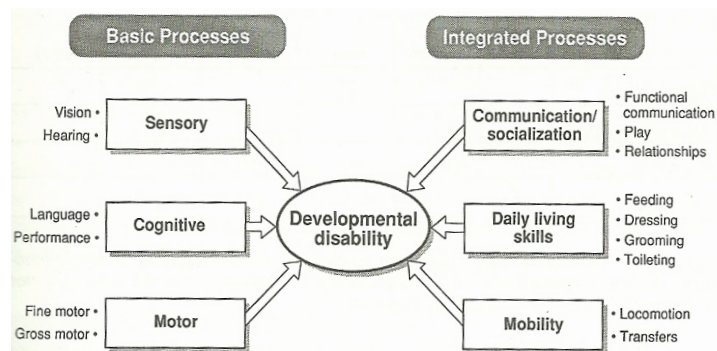 Basic Processes
Integrated Processes
Vision •
Hearing •
Sensory
Communication/
socialization
• Functional
communication
• Play
• Relationships
Language •
Performance •
Cognitive
Developmental
disability
Daily living
skills
• Feeding
• Dressing
• Grooming
• Toileting
Fine motor •
Gross motor •
Motor
Mobility
• Locomotion
• Transfers